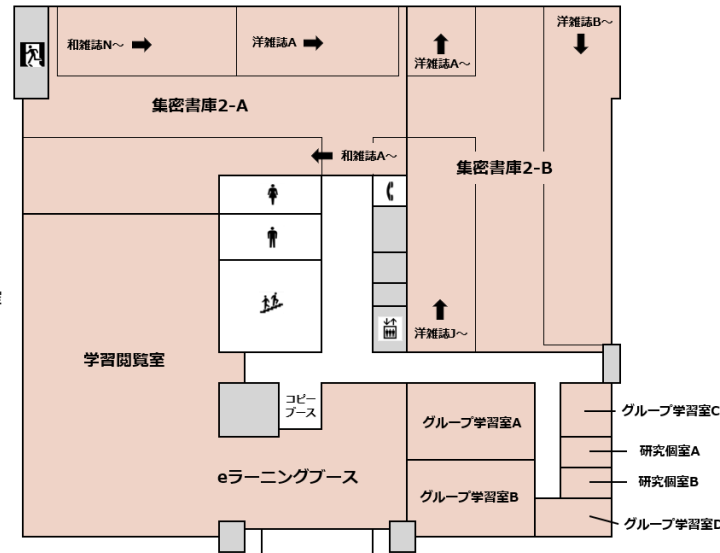 和雑誌N～
洋雑誌A
洋雑誌A～
洋雑誌B～
集密書庫2-A
和雑誌A～
集密書庫2-B
洋雑誌J～
学習閲覧室
コピー
ブース
グループ学習室A
グループ学習室C
研究個室A
eラーニングブース
研究個室B
グループ学習室B
グループ学習室D